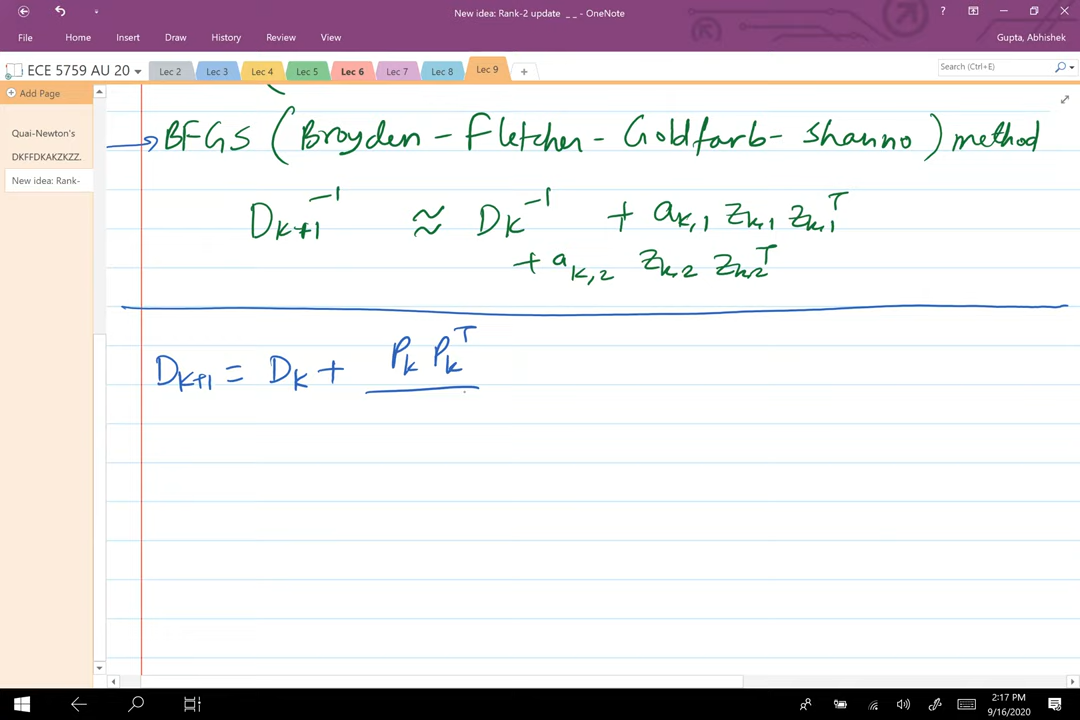 New idea: Rank-2 update _ _ - OneNote
File Home Insert Draw History Review View
Gupta, Abhishek
ECE 5759 AU 20
Lec 2 Lec 3 Lec 4 Lec 5 Lec 6 Lec 7 Lec 8 Lec 9 +
Search (Ctrl+E)
Add Page
Quai-Newton's
DKFFDKAKZKZZ.
New idea: Rank-
→ BFGS (Broyden - Fletcher - Goldfarb - Shanno) method
D_{k+1}^{-1} ≈ D_k^{-1} + a_{k,1} z_{k,1} z_{k,1}^T
+ a_{k,2} z_{k,2} z_{k,2}^T
D_{k+1} = D_k + P_k P_k^T
2:17 PM
9/16/2020